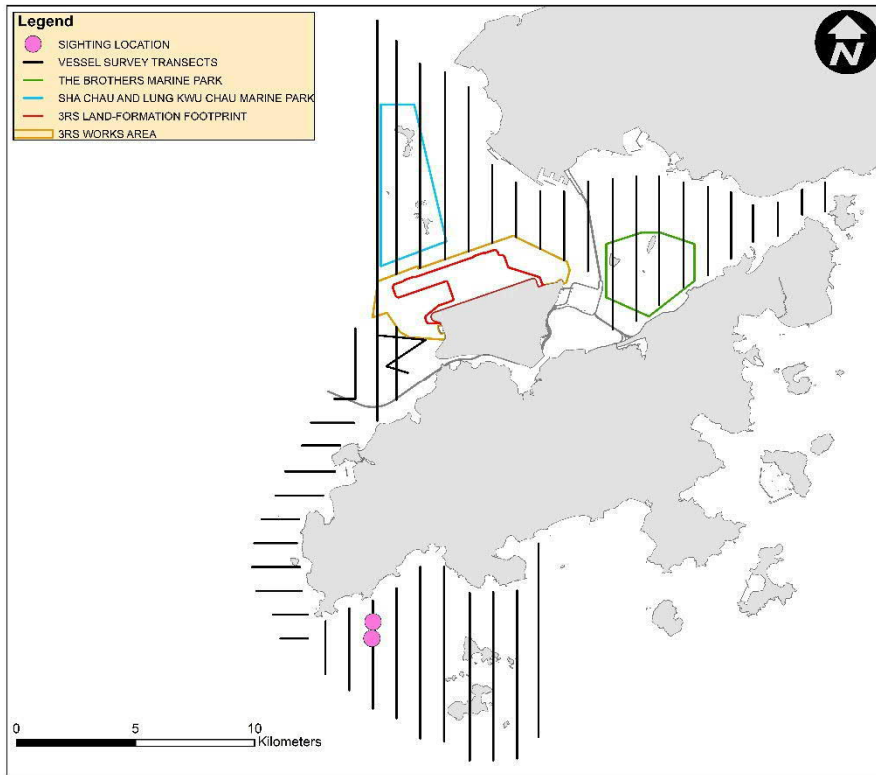 Legend
SIGHTING LOCATION
VESSEL SURVEY TRANSECTS
THE BROTHERS MARINE PARK
SHA CHAU AND LUNG KWU CHAU MARINE PARK
3RS LAND-FORMATION FOOTPRINT
3RS WORKS AREA
N
0 5 10
Kilometers